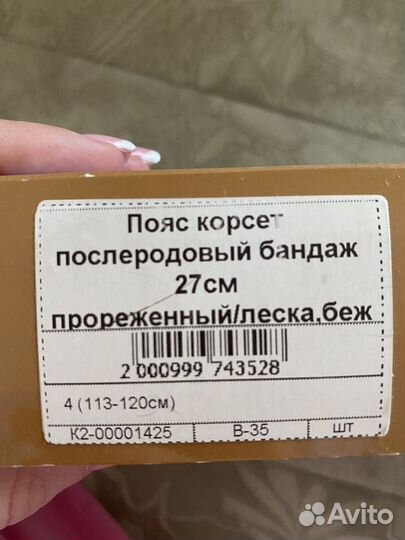 Пояс корсет
послеродовый бандаж
27см
прореженный/леска,беж
2 000999 743528
4 (113-120см)
К2-00001425 В-35 шт
Avito